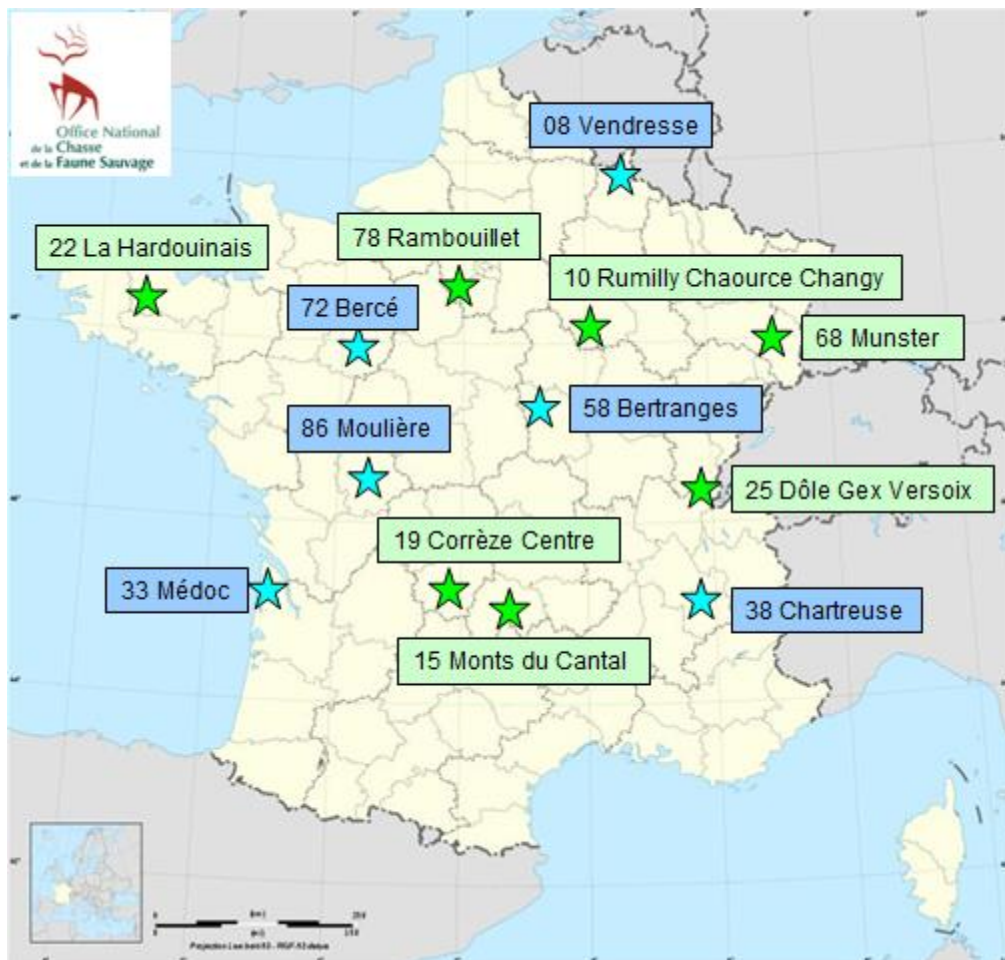 Office National
de la Chasse
et de la Faune Sauvage
08 Vendresse
78 Rambouillet
22 La Hardouinais
10 Rumilly Chaource Changy
72 Bercé
68 Munster
58 Bertranges
86 Moulière
25 Dôle Gex Versoix
19 Corrèze Centre
33 Médoc
38 Chartreuse
15 Monts du Cantal